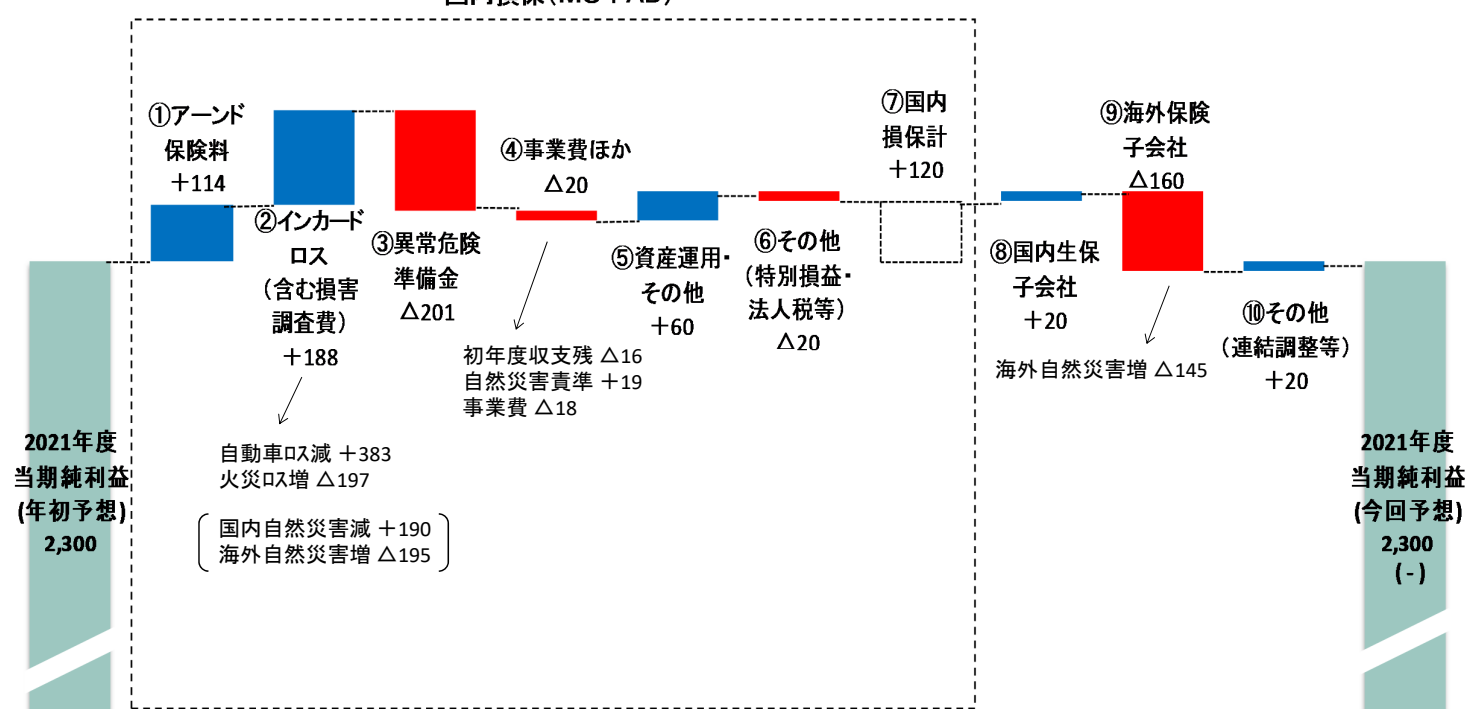 ①アーンド
保険料
＋114
②インカード
ロス
（含む損害
調査費）
＋188
自動車ロス減 ＋383
火災ロス増 △197
国内自然災害減 ＋190
海外自然災害増 △195
③異常危険
準備金
△201
④事業費ほか
△20
初年度収支残 △16
自然災害責準 ＋19
事業費 △18
⑤資産運用・
その他
＋60
⑥その他
（特別損益・
法人税等）
△20
⑦国内
損保計
＋120
⑧国内生保
子会社
＋20
⑨海外保険
子会社
△160
海外自然災害増 △145
⑩その他
（連結調整等）
＋20
2021年度
当期純利益
(年初予想)
2,300
2021年度
当期純利益
(今回予想)
2,300
(-)